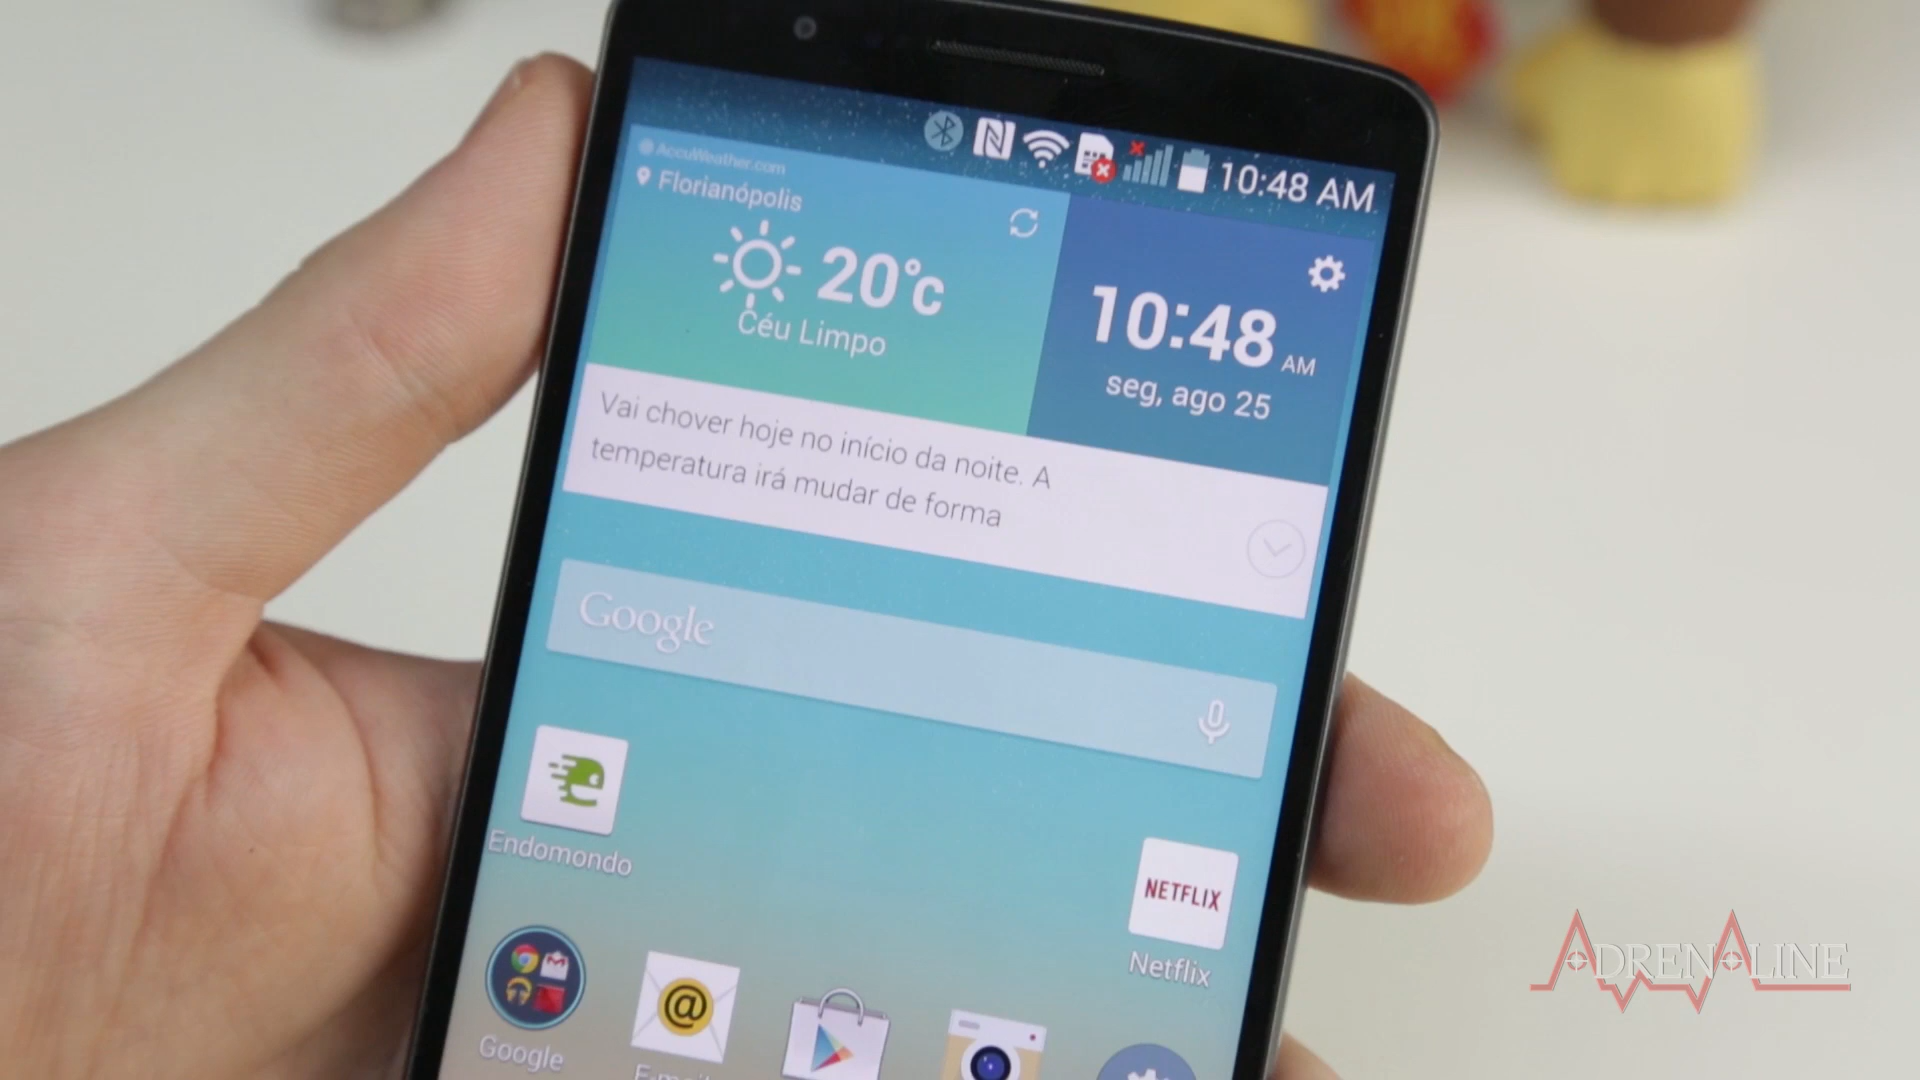 10:48 AM
AccuWeather.com
Florianópolis
20°c
Céu Limpo
10:48 AM
seg, ago 25
Vai chover hoje no início da noite. A
temperatura irá mudar de forma
Google
Endomondo
NETFLIX
Netflix
@
Google
E-mail
ADRENALINE